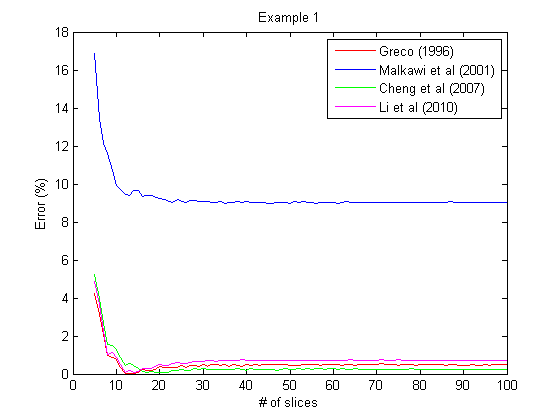 Example 1
Greco (1996)
Malkawi et al (2001)
Cheng et al (2007)
Li et al (2010)
18
16
14
12
10
8
6
4
2
0
Error (%)
0 10 20 30 40 50 60 70 80 90 100
# of slices